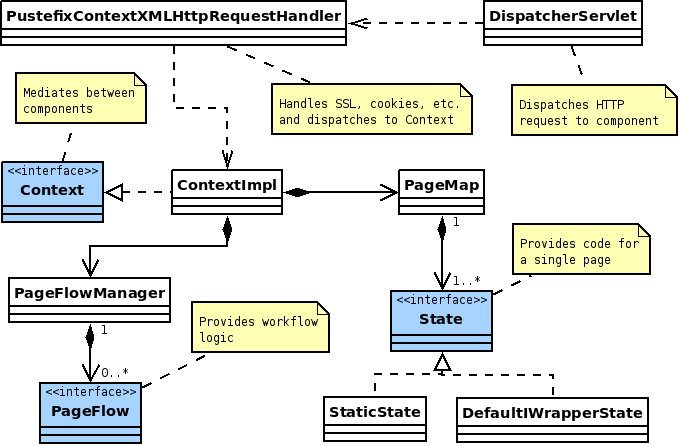 PustefixContextXMLHttpRequestHandler
DispatcherServlet
Mediates between
components
Handles SSL, cookies, etc.
and dispatches to Context
Dispatches HTTP
request to component
<<interface>>
Context
ContextImpl
PageMap
1
Provides code for
a single page
PageFlowManager
1..*
<<interface>>
State
1
Provides workflow
logic
0..*
<<interface>>
PageFlow
StaticState
DefaultIWrapperState